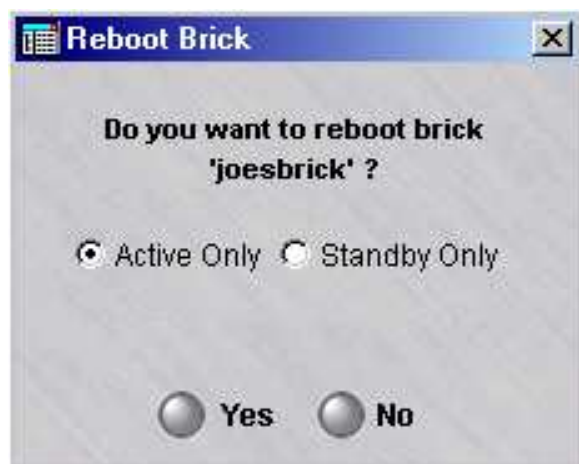 Reboot Brick
Do you want to reboot brick
'joesbrick' ?
Active Only Standby Only
Yes No